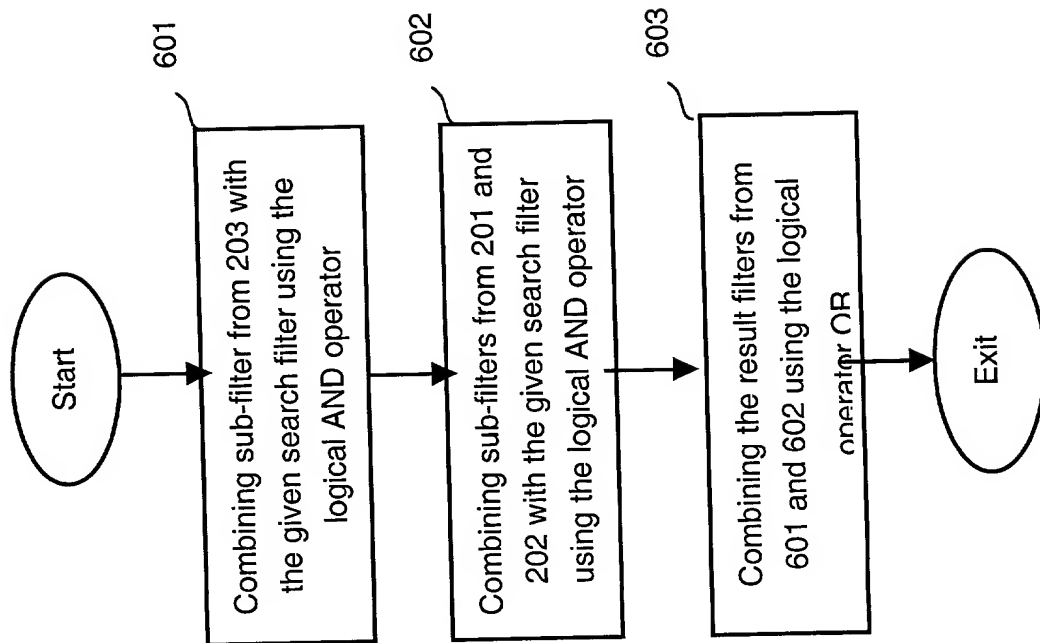 Start
601
Combining sub-filter from 203 with
the given search filter using the
logical AND operator
602
Combining sub-filters from 201 and
202 with the given search filter
using the logical AND operator
603
Combining the result filters from
601 and 602 using the logical
operator OR
Exit